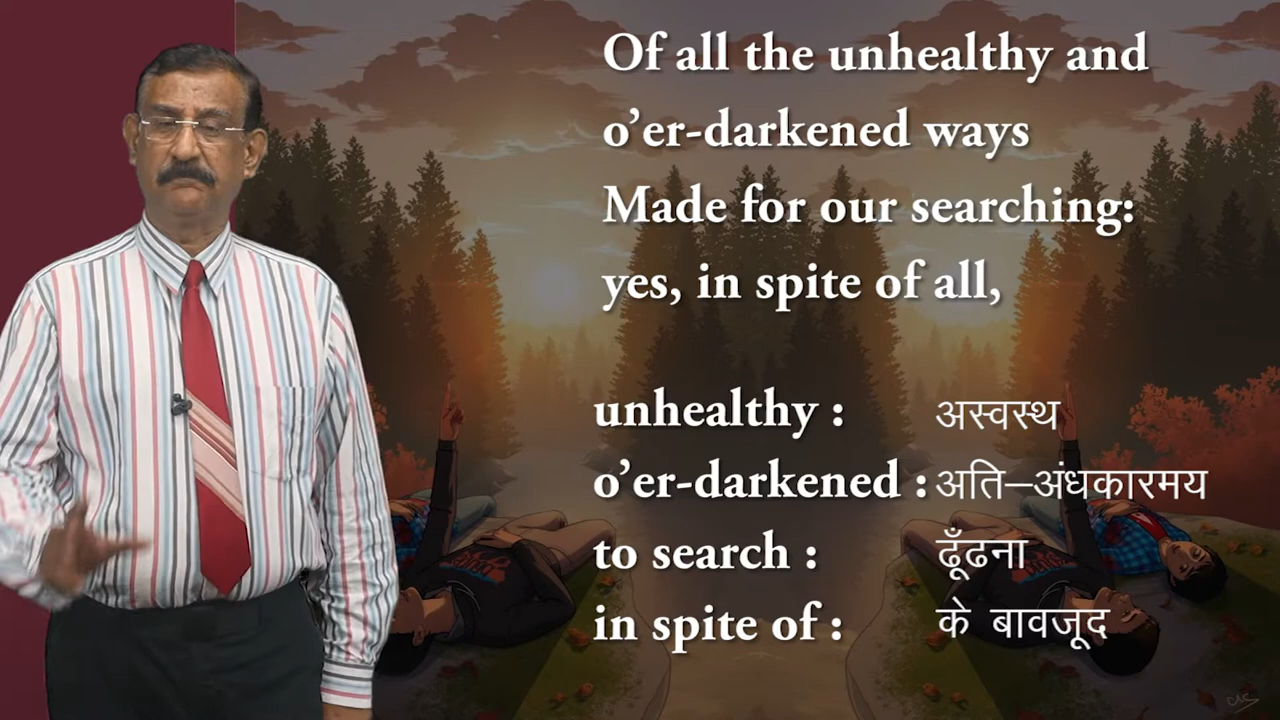 Of all the unhealthy and
o’er-darkened ways
Made for our searching:
yes, in spite of all,
unhealthy : अस्वस्थ
o’er-darkened : अति–अंधकारमय
to search : ढूँढना
in spite of : के बावजूद